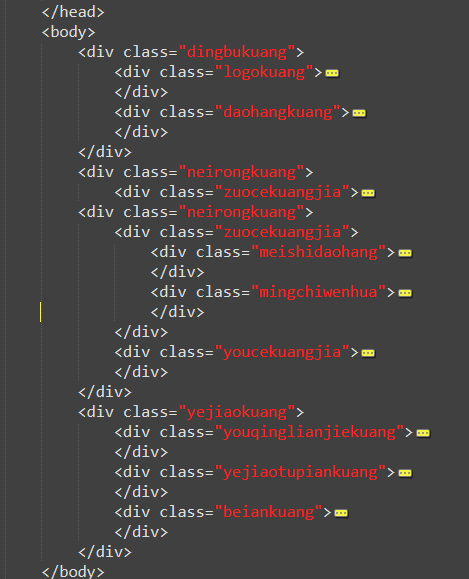 </head>
<body>
<div class="dingbukuang">
<div class="logokuang">
</div>
<div class="daohangkuang">
</div>
</div>
<div class="neirongkuang">
<div class="zuocekuangjia">
<div class="neirongkuang">
<div class="zuocekuangjia">
<div class="meishidaohang">
</div>
<div class="mingchiwenhua">
</div>
</div>
<div class="youcekuangjia">
</div>
</div>
<div class="yejiaokuang">
<div class="youqinglianjiekuang">
</div>
<div class="yejiaotupiankuang">
</div>
<div class="beiankuang">
</div>
</div>
</body>